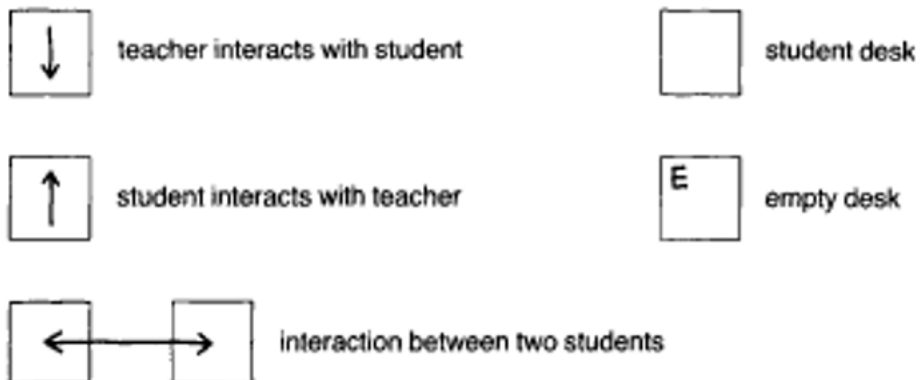 teacher interacts with student
student desk
student interacts with teacher
E
empty desk
interaction between two students